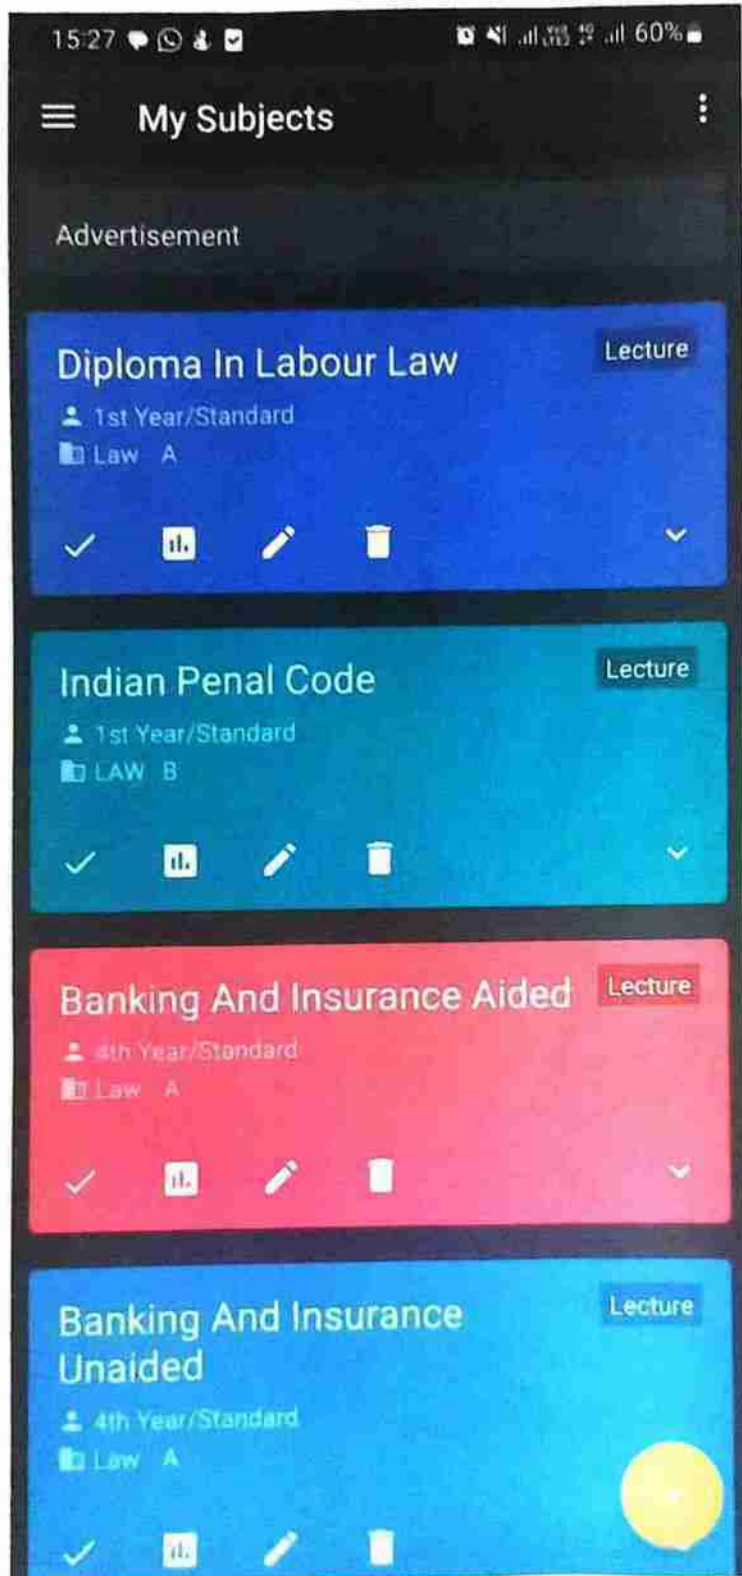 15:27 60%
My Subjects
Advertisement
Diploma In Labour Law
Lecture
1st Year/Standard
Law A
Indian Penal Code
Lecture
1st Year/Standard
LAW B
Banking And Insurance Aided
Lecture
4th Year/Standard
Law A
Banking And Insurance
Unaided
Lecture
4th Year/Standard
Law A